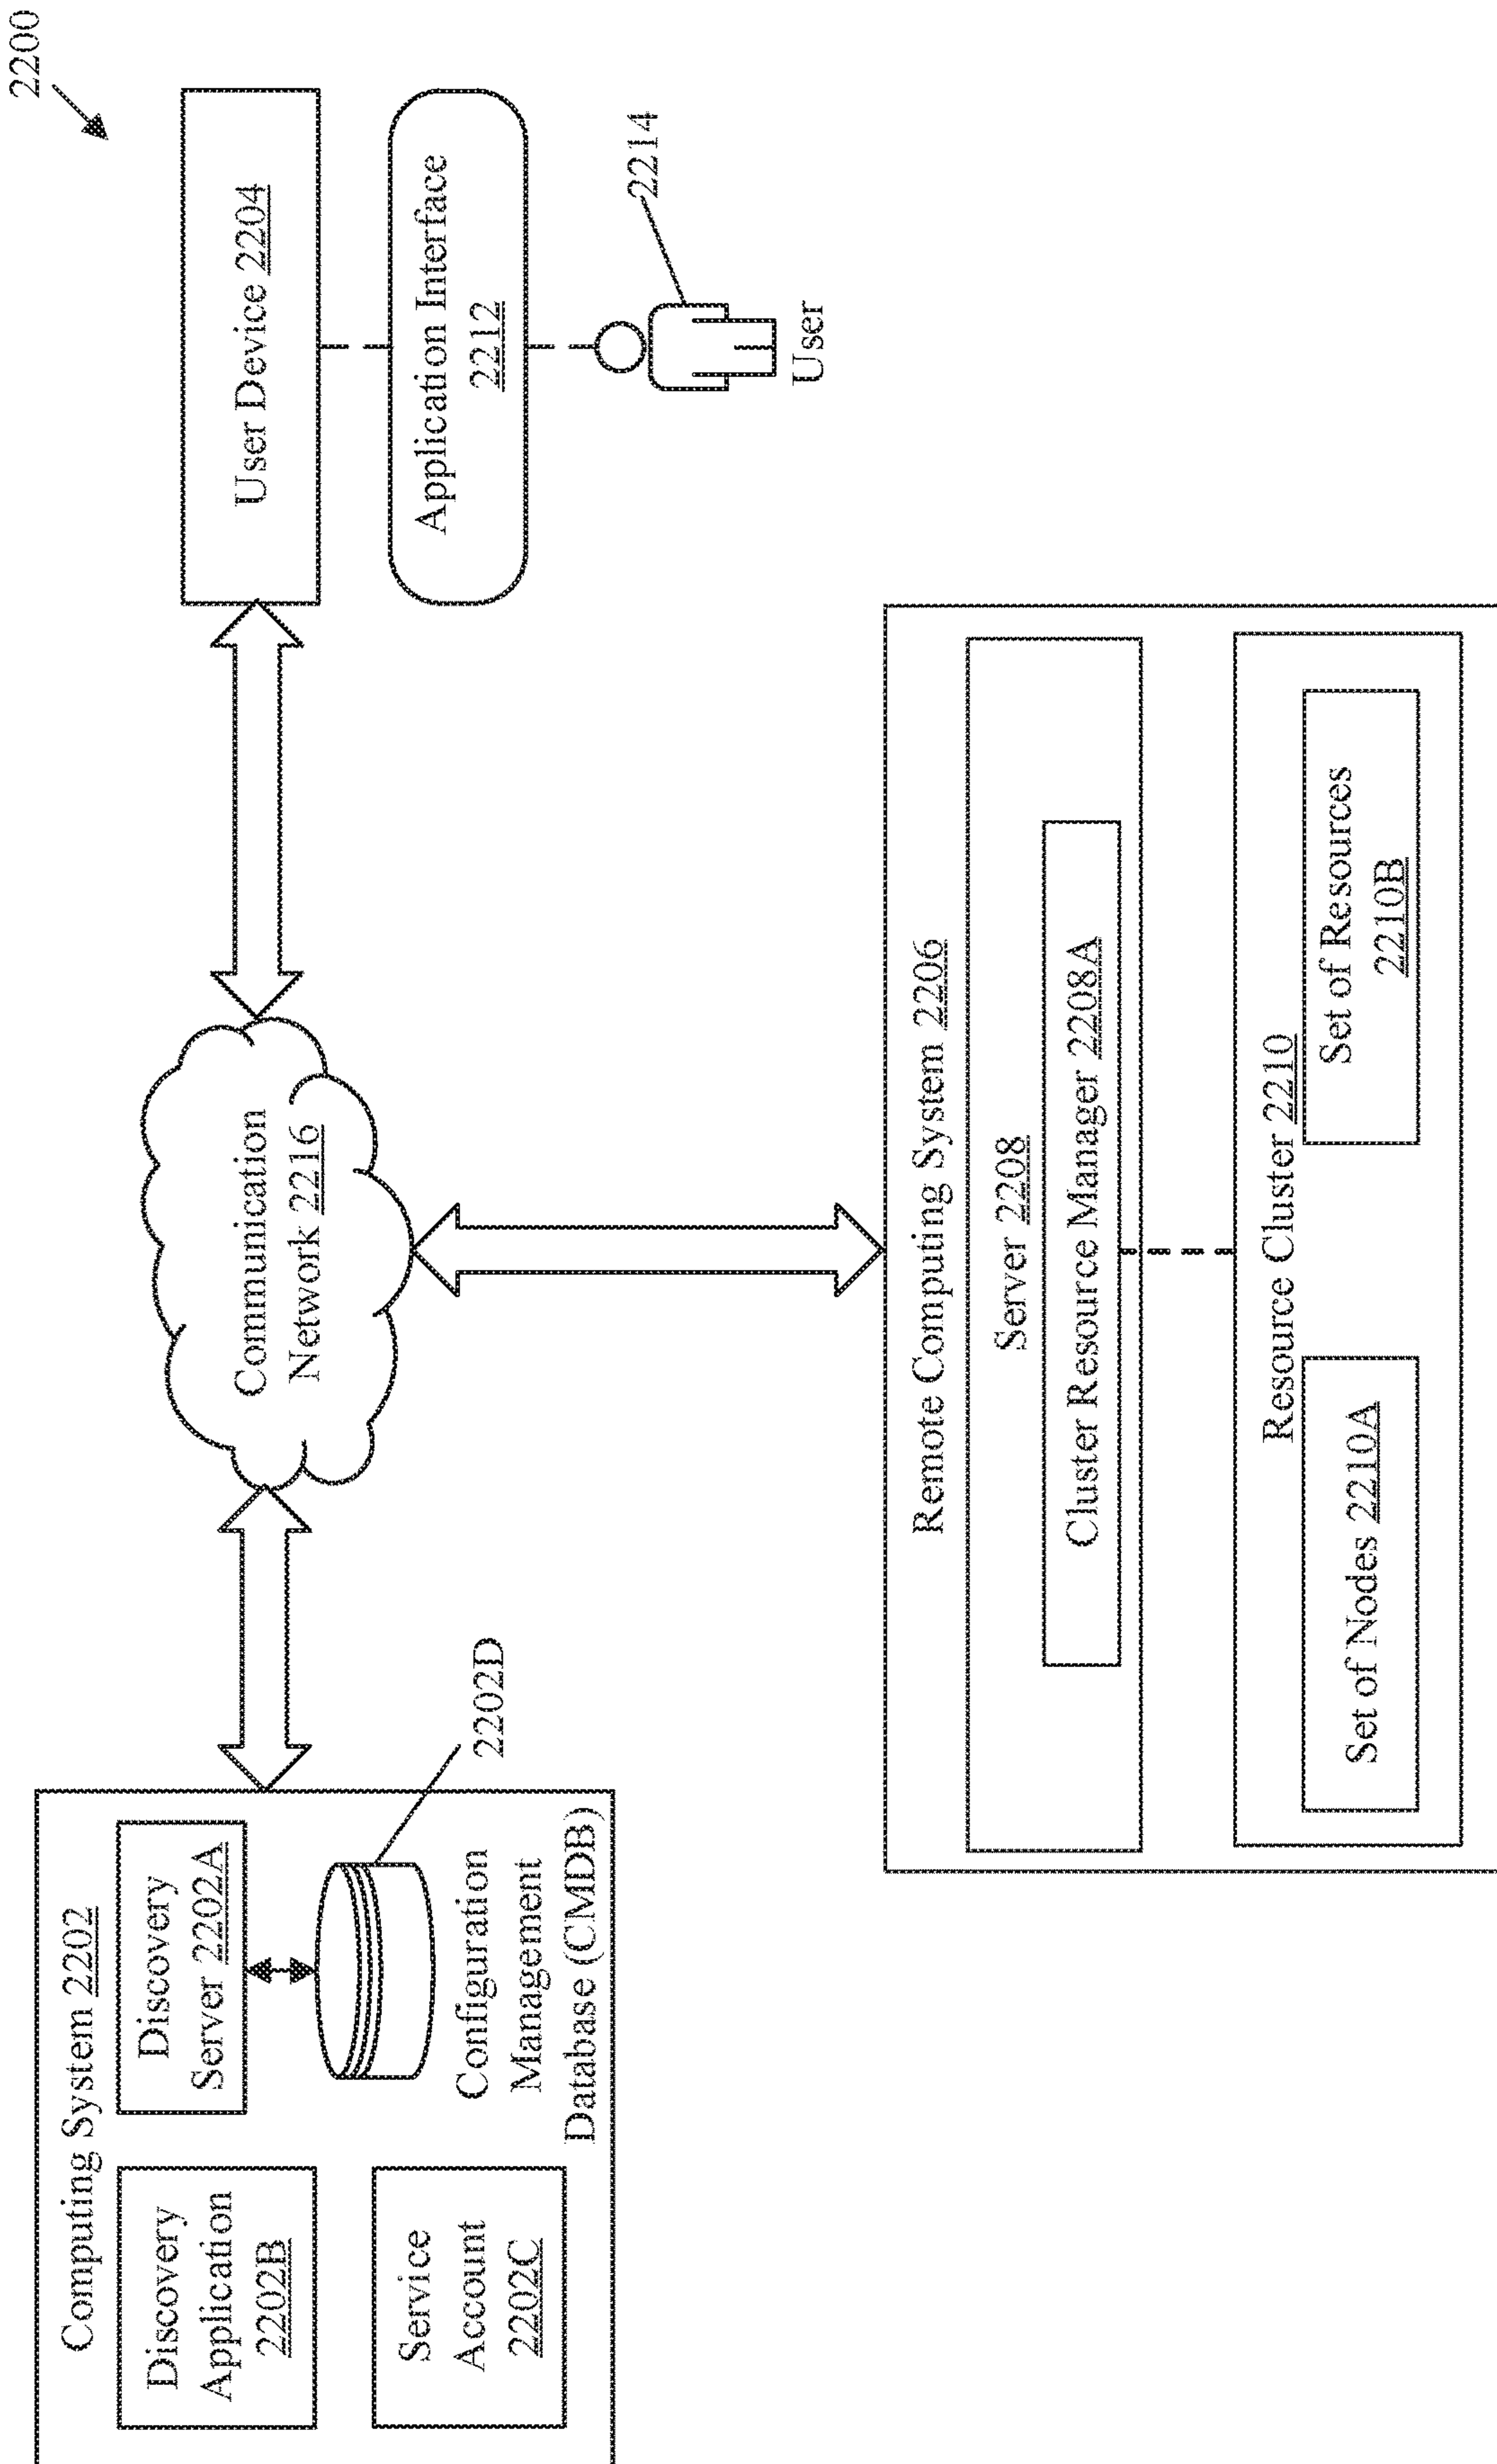 2200
Computing System 2202
Discovery
Application
2202B
Discovery
Server 2202A
Service
Account
2202C
Configuration
Management
Database (CMDB)
2202D
Communication
Network 2216
User Device 2204
Application Interface
2212
2214
User
Remote Computing System 2206
Server 2208
Cluster Resource Manager 2208A
Resource Cluster 2210
Set of Nodes 2210A
Set of Resources
2210B